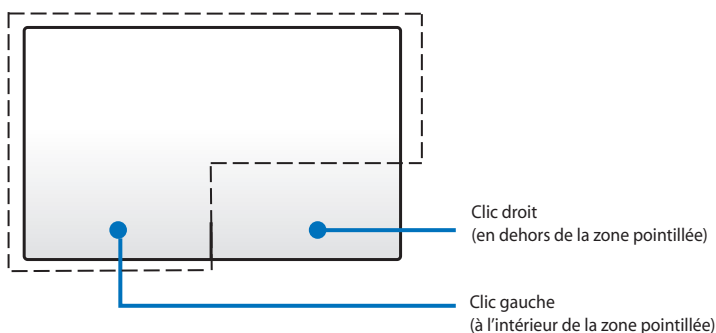 Clic droit
(en dehors de la zone pointillée)
Clic gauche
(à l'intérieur de la zone pointillée)